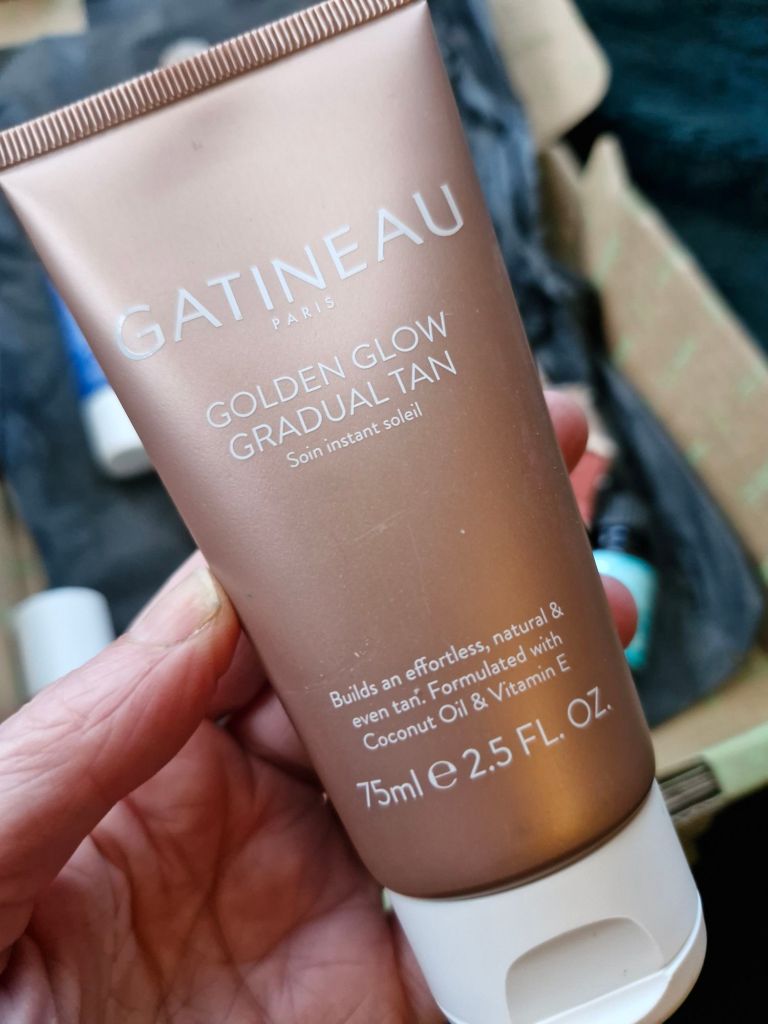 GATINEAU
PARIS
GOLDEN GLOW
GRADUAL TAN
Soin instant soleil
Builds an effortless, natural &
even tan. Formulated with
Coconut Oil & Vitamin E
75ml ℮ 2.5 FL. OZ.